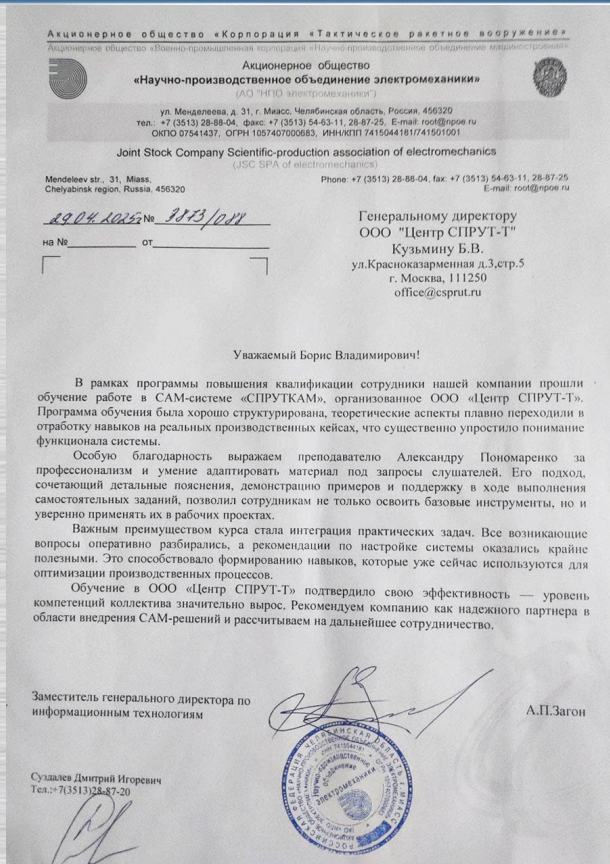 Акционерное общество «Корпорация «Тактическое ракетное вооружение»
Акционерное общество «Военно-промышленная корпорация «Научно-производственное объединение машиностроения»
Акционерное общество
«Научно-производственное объединение электромеханики»
(АО "НПО электромеханики")
ул. Менделеева, д. 31, г. Миасс, Челябинская область, Россия, 456320
тел.: +7 (3513) 28-88-04, факс: +7 (3513) 54-63-11, 28-87-25, E-mail: root@npoe.ru
ОКПО 07541437, ОГРН 1057407000683, ИНН/КПП 7415044181/741501001
Joint Stock Company Scientific-production association of electromechanics
(JSC SPA of electromechanics)
Mendeleev str., 31, Miass,
Chelyabinsk region, Russia, 456320
Phone: +7 (3513) 28-88-04, fax: +7 (3513) 54-63-11, 28-87-25
E-mail: root@npoe.ru
29.04.2025г № 3873/088
на № от
Генеральному директору
ООО "Центр СПРУТ-Т"
Кузьмину Б.В.
ул.Красноказарменная д.3,стр.5
г. Москва, 111250
office@csprut.ru
Уважаемый Борис Владимирович!
В рамках программы повышения квалификации сотрудники нашей компании прошли
обучение работе в САМ-системе «СПРУТКАМ», организованное ООО «Центр СПРУТ-Т».
Программа обучения была хорошо структурирована, теоретические аспекты плавно переходили в
отработку навыков на реальных производственных кейсах, что существенно упростило понимание
функционала системы.
Особую благодарность выражаем преподавателю Александру Пономаренко за
профессионализм и умение адаптировать материал под запросы слушателей. Его подход,
сочетающий детальные пояснения, демонстрацию примеров и поддержку в ходе выполнения
самостоятельных заданий, позволил сотрудникам не только освоить базовые инструменты, но и
уверенно применять их в рабочих проектах.
Важным преимуществом курса стала интеграция практических задач. Все возникающие
вопросы оперативно разбирались, а рекомендации по настройке системы оказались крайне
полезными. Это способствовало формированию навыков, которые уже сейчас используются для
оптимизации производственных процессов.
Обучение в ООО «Центр СПРУТ-Т» подтвердило свою эффективность — уровень
компетенций коллектива значительно вырос. Рекомендуем компанию как надежного партнера в
области внедрения САМ-решений и рассчитываем на дальнейшее сотрудничество.
Заместитель генерального директора по
информационным технологиям
А.П.Загон
РОССИЙСКАЯ ФЕДЕРАЦИЯ ЧЕЛЯБИНСКАЯ ОБЛАСТЬ Г. МИАСС
Научно-производственное
объединение
электромеханики
Суздалев Дмитрий Игоревич
Тел.:+7(3513)28-87-20